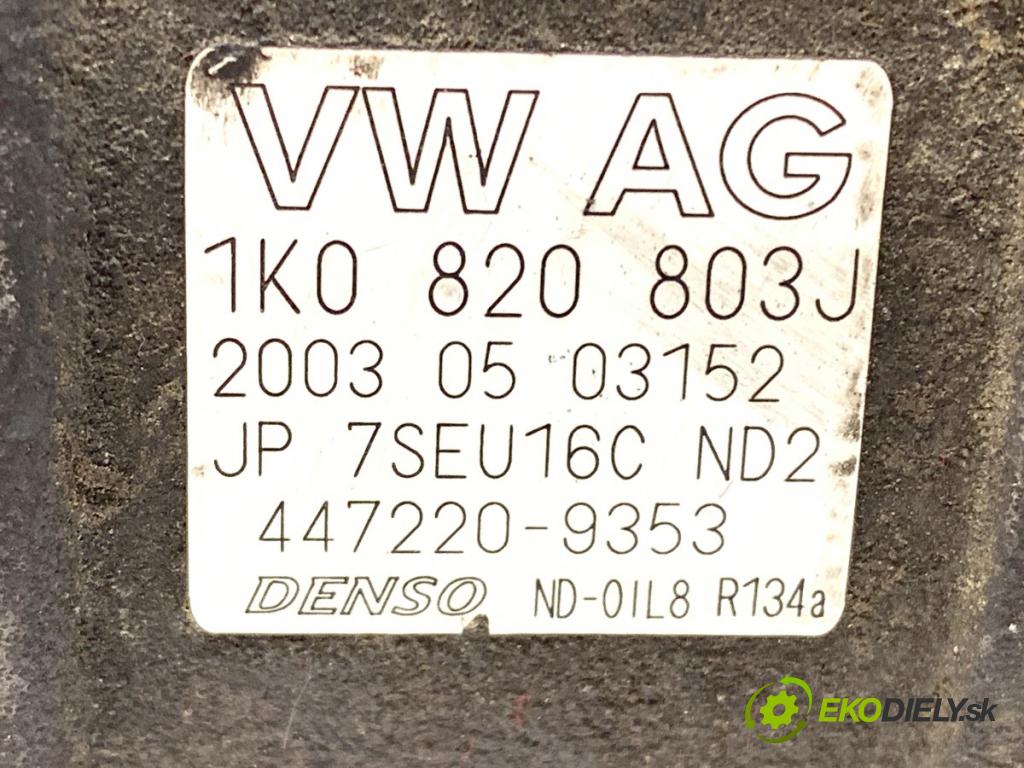 VW AG
1K0 820 803J
2003 05 03152
JP 7SEU16C ND2
447220-9353
DENSO ND-OIL8 R134a
EKODIELY.sk